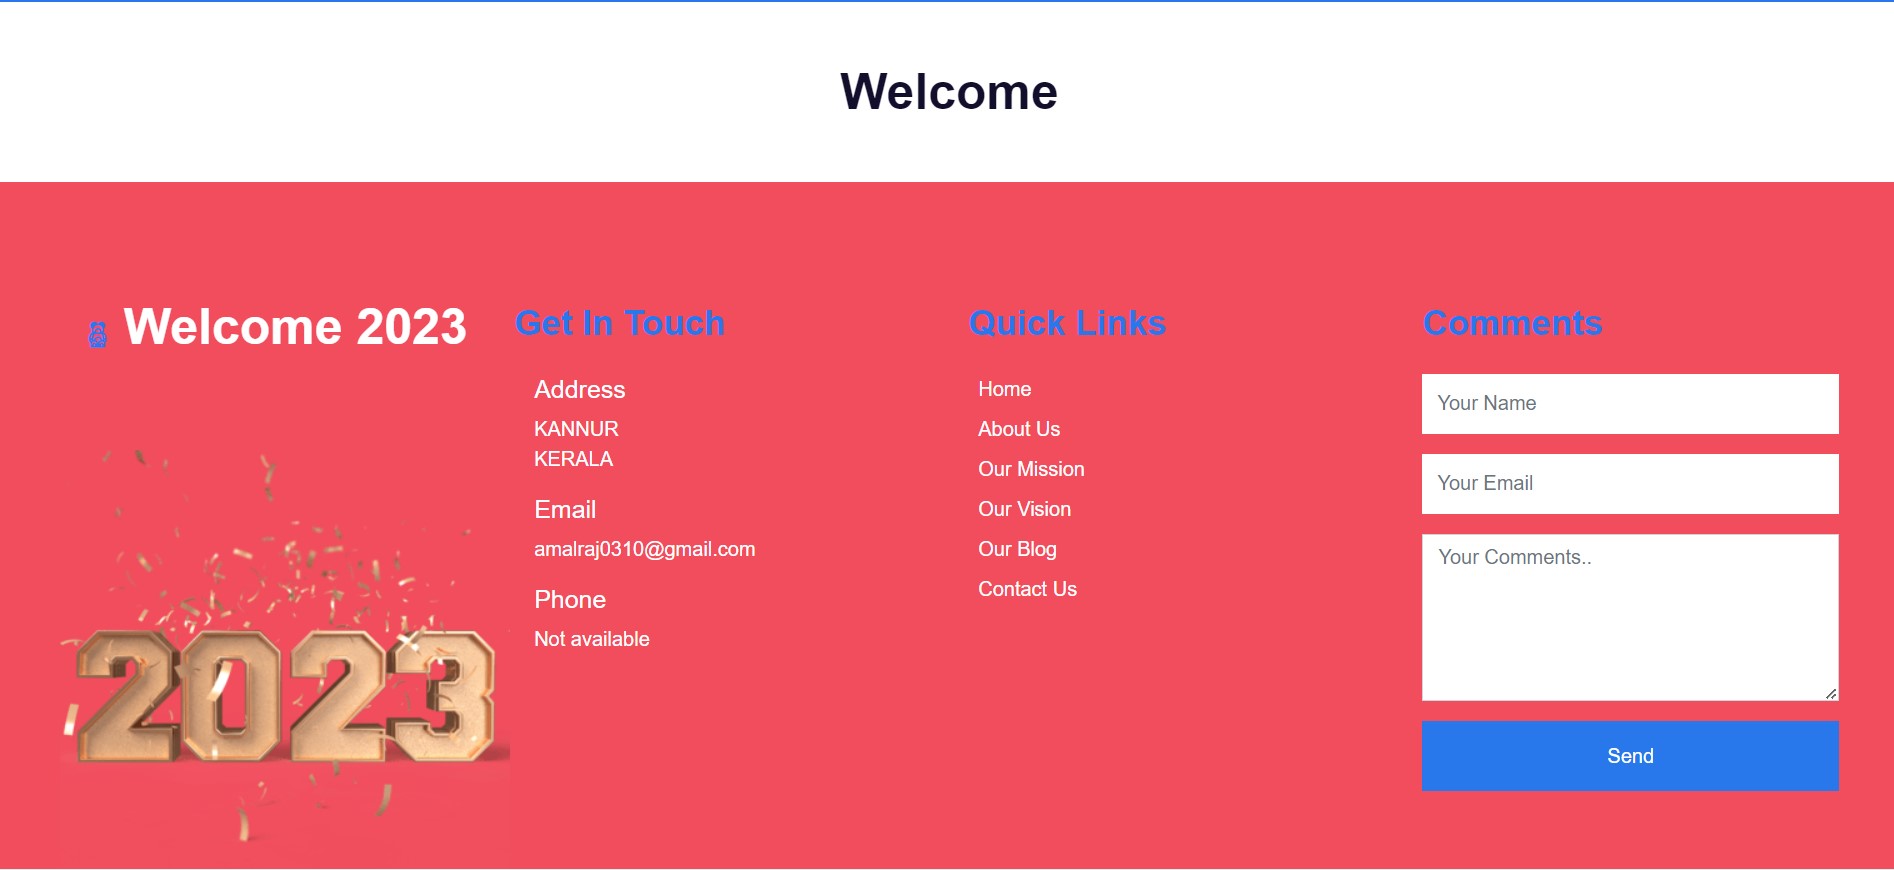 Welcome
Welcome 2023
2023
Get In Touch
Address
KANNUR
KERALA
Email
amalraj0310@gmail.com
Phone
Not available
Quick Links
Home
About Us
Our Mission
Our Vision
Our Blog
Contact Us
Comments
Your Name
Your Email
Your Comments..
Send